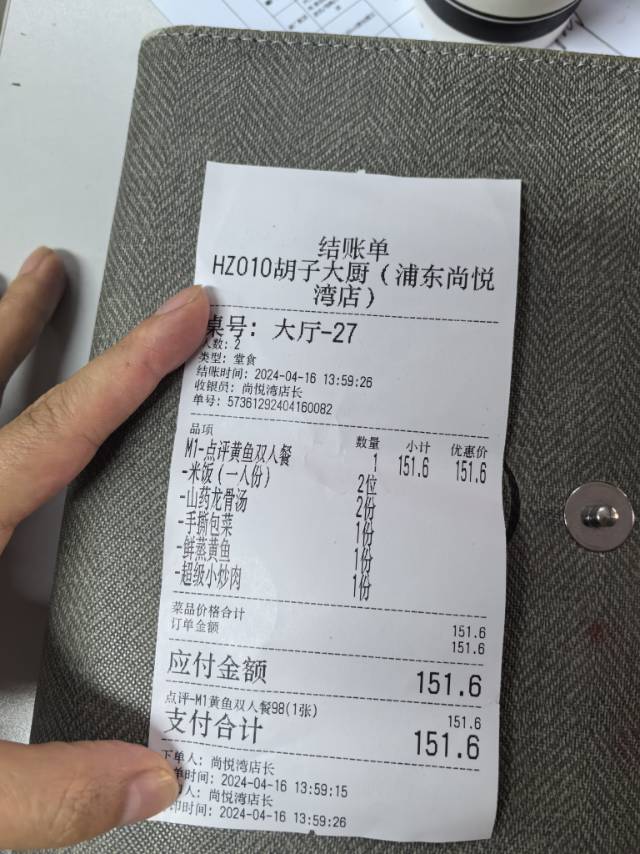 结账单
HZ010胡子大厨（浦东尚悦
湾店）
桌号：大厅-27
人数：2
类型：堂食
结账时间：2024-04-16 13:59:26
收银员：尚悦湾店长
单号：57361292404160082
品项 数量 小计 优惠价
M1-点评黄鱼双人餐 1 151.6 151.6
-米饭（一人份） 2位
-山药龙骨汤 2份
-手撕包菜 1份
-鲜蒸黄鱼 1份
-超级小炒肉 1份
菜品价格合计 151.6
订单金额 151.6
应付金额 151.6
点评-M1黄鱼双人餐98(1张) 151.6
支付合计 151.6
下单人：尚悦湾店长
单时间：2024-04-16 13:59:15
人：尚悦湾店长
印时间：2024-04-16 13:59:26